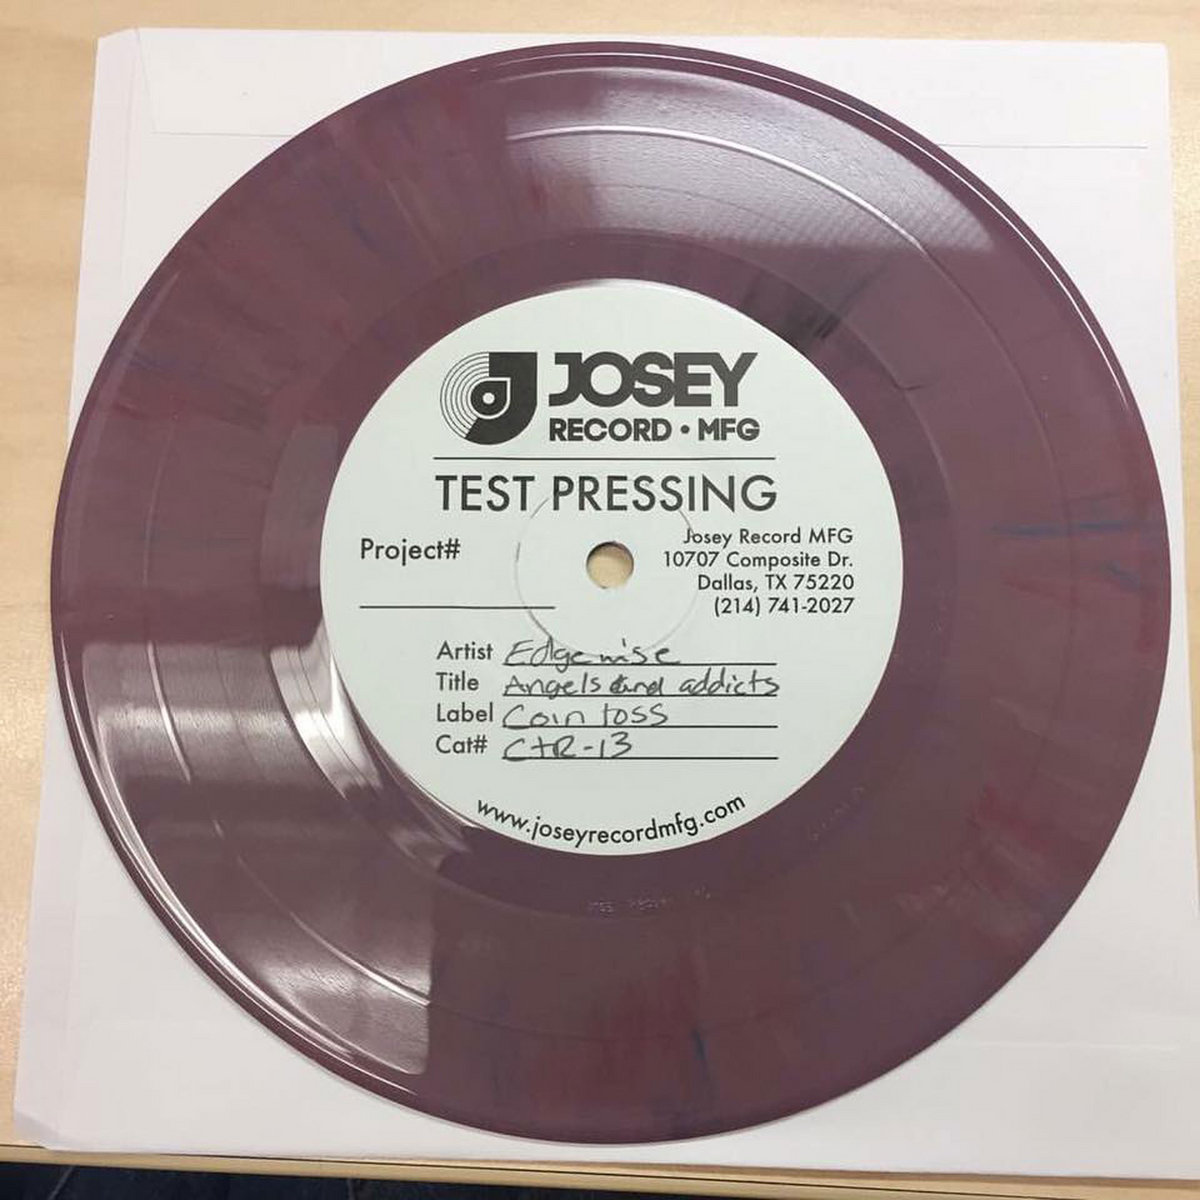 JOSEY
RECORD • MFG
TEST PRESSING
Project#
Josey Record MFG
10707 Composite Dr.
Dallas, TX 75220
(214) 741-2027
Artist Edgewise
Title Angels and addicts
Label Coin toss
Cat# CTR-13
www.joseyrecordmfg.com